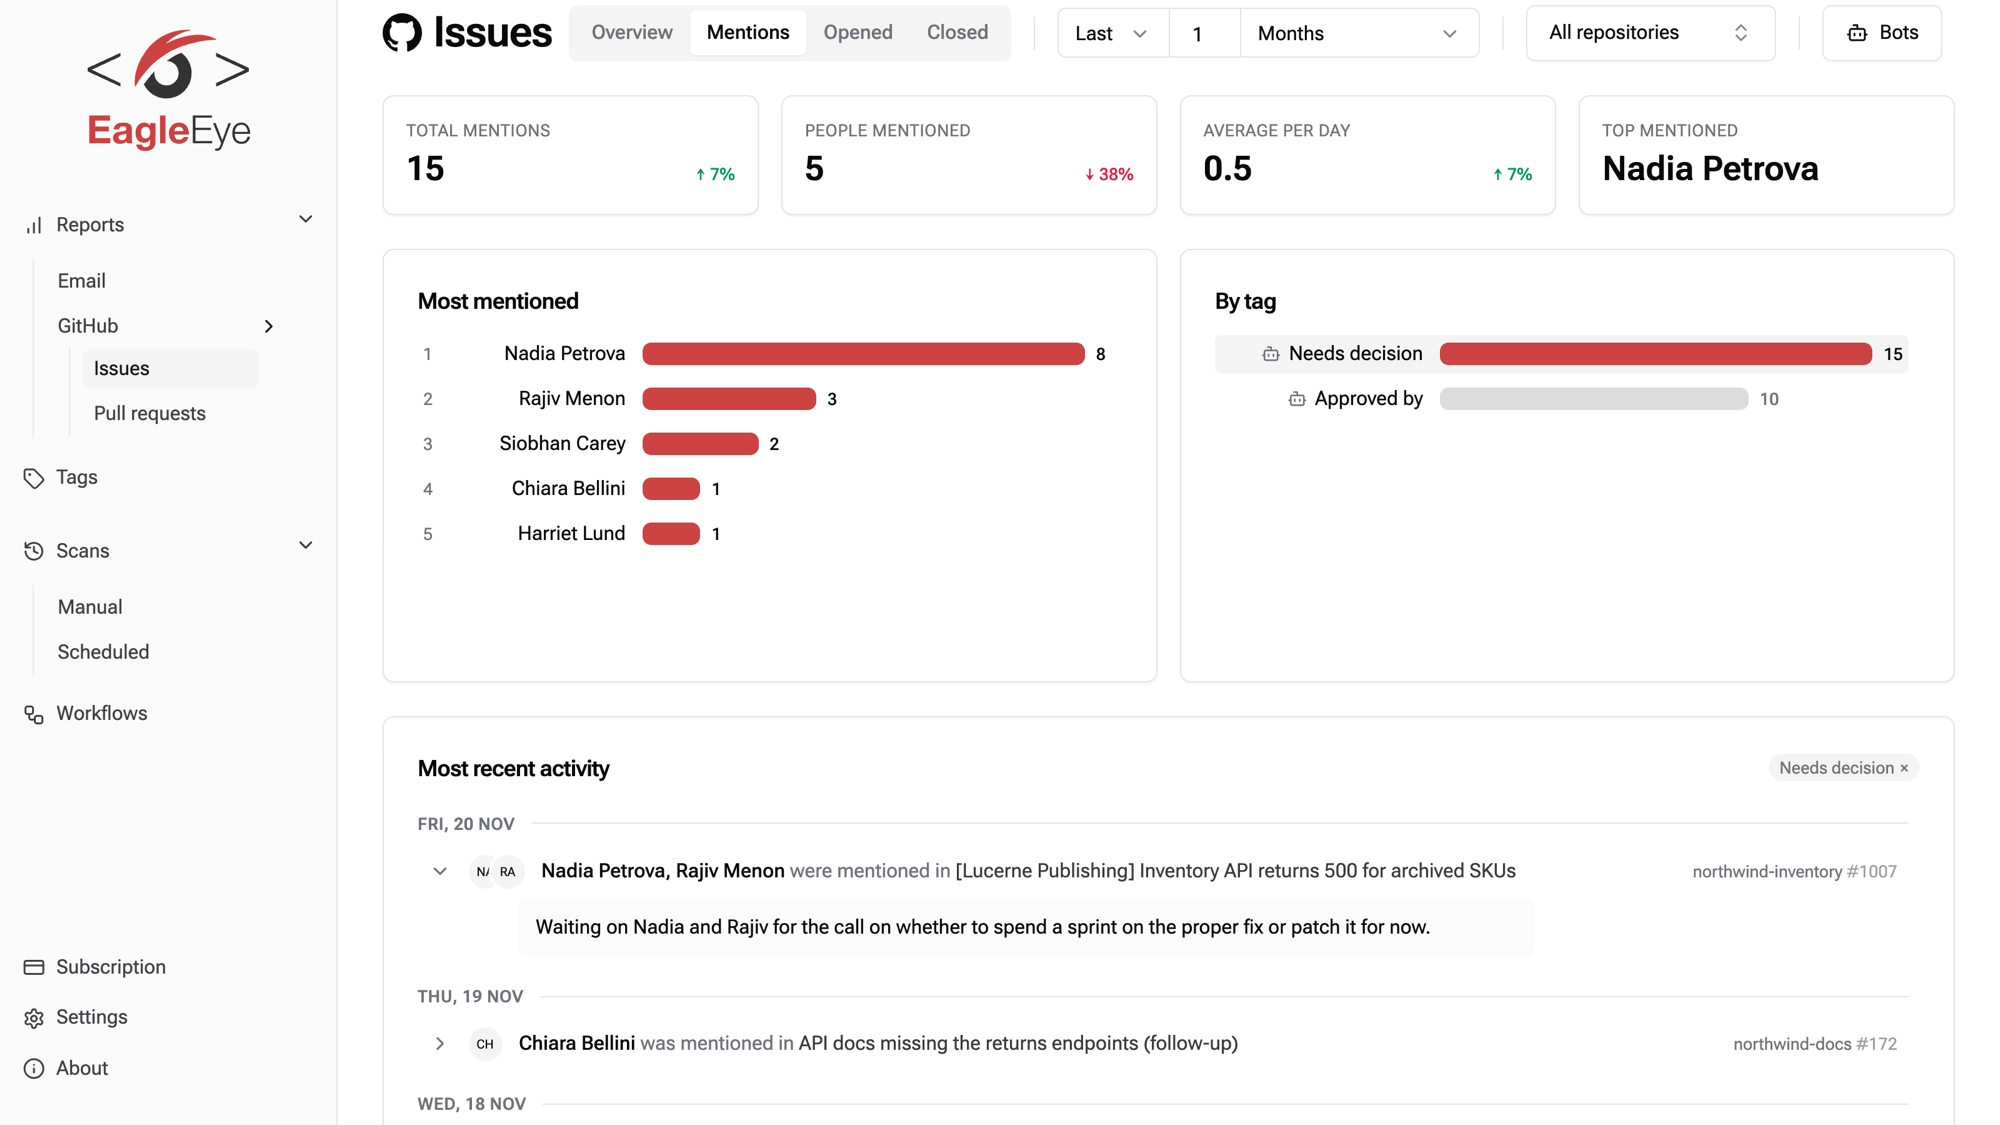 < >
EagleEye
Reports
Email
GitHub
Issues
Pull requests
Tags
Scans
Manual
Scheduled
Workflows
Subscription
Settings
About
Issues
Overview Mentions Opened Closed
Last 1 Months
All repositories
Bots
TOTAL MENTIONS
15 ↑ 7%
PEOPLE MENTIONED
5 ↓ 38%
AVERAGE PER DAY
0.5 ↑ 7%
TOP MENTIONED
Nadia Petrova
Most mentioned
1 Nadia Petrova 8
2 Rajiv Menon 3
3 Siobhan Carey 2
4 Chiara Bellini 1
5 Harriet Lund 1
By tag
Needs decision 15
Approved by 10
Most recent activity
Needs decision ×
FRI, 20 NOV
NA RA Nadia Petrova, Rajiv Menon were mentioned in [Lucerne Publishing] Inventory API returns 500 for archived SKUs northwind-inventory #1007
Waiting on Nadia and Rajiv for the call on whether to spend a sprint on the proper fix or patch it for now.
THU, 19 NOV
CH Chiara Bellini was mentioned in API docs missing the returns endpoints (follow-up) northwind-docs #172
WED, 18 NOV